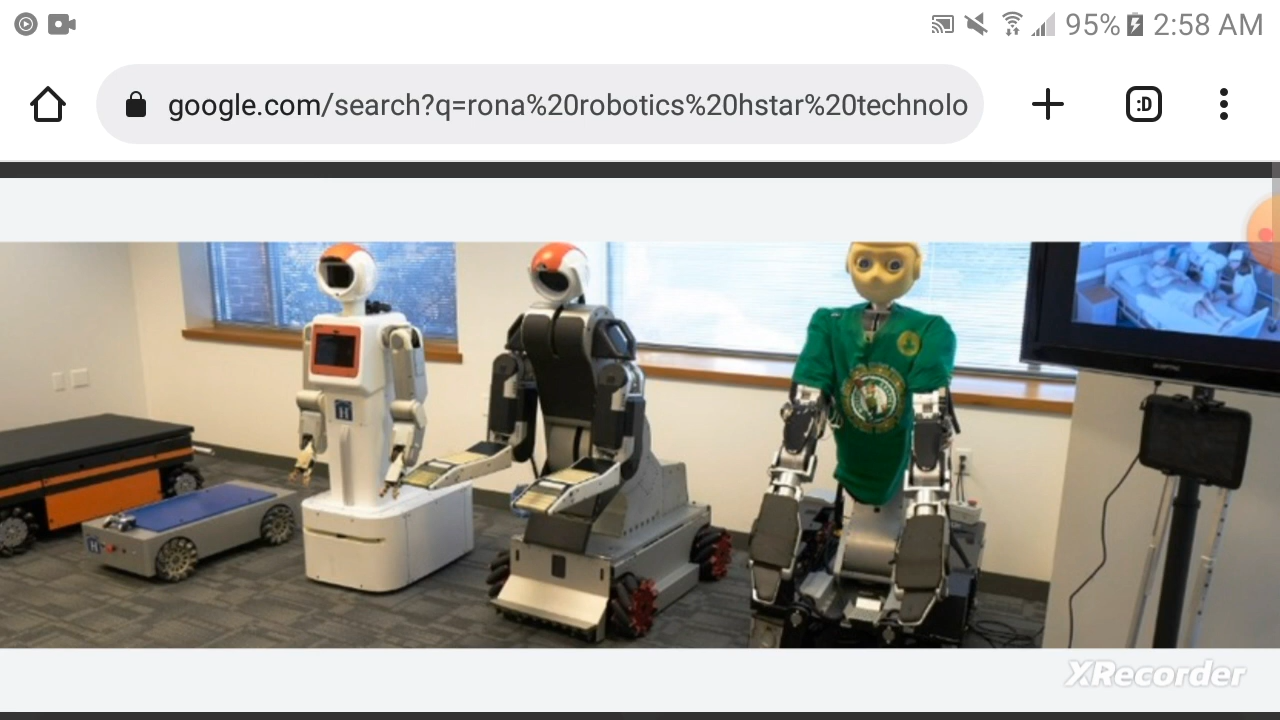 95% 2:58 AM
google.com/search?q=rona%20robotics%20hstar%20technolo
:D
H
H
XRecorder